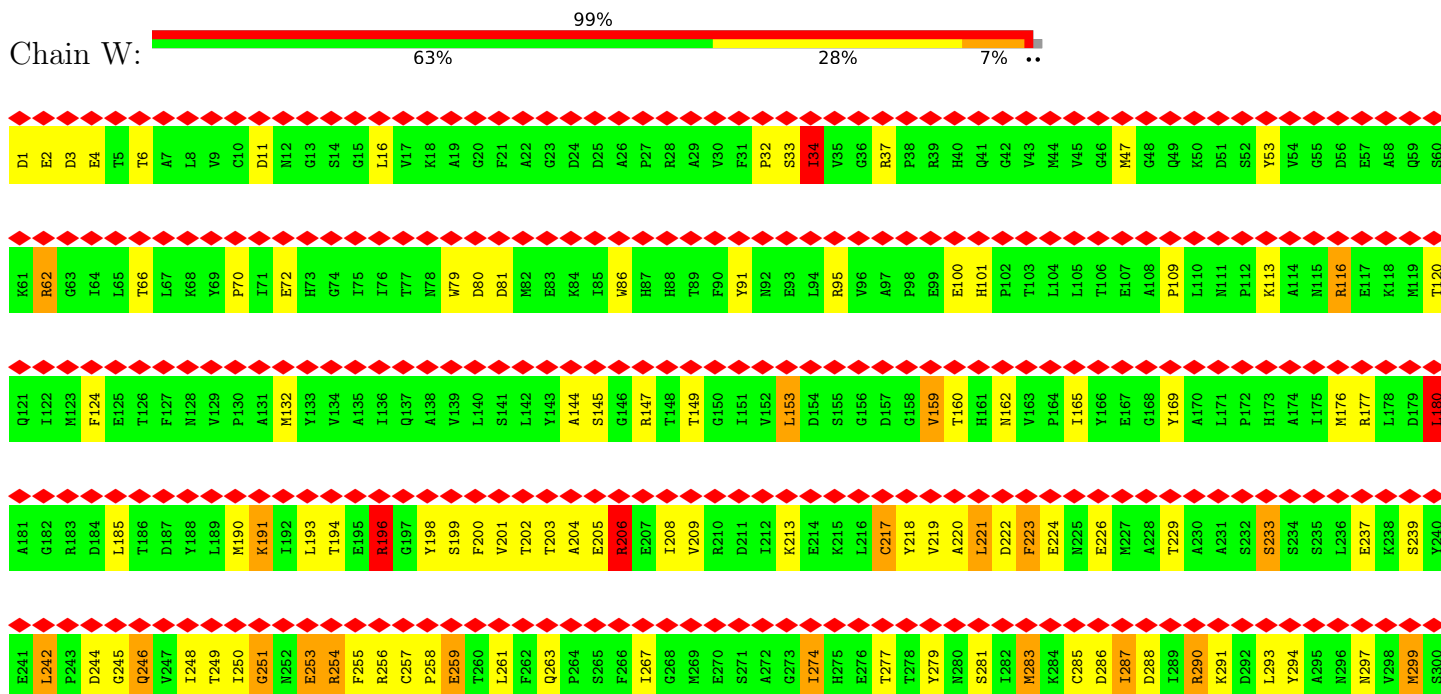 99%
Chain W:
63% 28% 7% ••
D1 E2 D3 E4 T5 T6 A7 L8 V9 C10 D11 N12 G13 S14 G15 L16 V17 K18 A19 G20 F21 A22 G23 D24 D25 A26 P27 R28 A29 V30 F31 P32 S33 I34 V35 G36 R37 P38 R39 H40 Q41 G42 V43 M44 V45 G46 M47 G48 Q49 K50 D51 S52 Y53 V54 G55 D56 E57 A58 Q59 S60
K61 R62 G63 I64 L65 T66 L67 K68 Y69 P70 I71 E72 H73 G74 I75 I76 T77 N78 W79 D80 D81 M82 E83 K84 I85 W86 H87 H88 T89 F90 Y91 N92 E93 L94 R95 V96 A97 P98 E99 E100 H101 P102 T103 L104 L105 T106 E107 A108 P109 L110 N111 P112 K113 A114 N115 R116 E117 K118 M119 T120
Q121 I122 M123 F124 E125 T126 F127 N128 V129 P130 A131 M132 Y133 V134 A135 I136 Q137 A138 V139 L140 S141 L142 Y143 A144 S145 G146 R147 T148 T149 G150 I151 V152 L153 D154 S155 G156 D157 G158 V159 T160 H161 N162 V163 P164 I165 Y166 E167 G168 Y169 A170 L171 P172 H173 A174 I175 M176 R177 L178 D179 L180
A181 G182 R183 D184 L185 T186 D187 Y188 L189 M190 K191 I192 L193 T194 E195 R196 G197 Y198 S199 F200 V201 T202 T203 A204 E205 R206 E207 I208 V209 R210 D211 I212 K213 E214 K215 L216 C217 Y218 V219 A220 L221 D222 F223 E224 N225 E226 M227 A228 T229 A230 A231 S232 S233 S234 S235 L236 E237 K238 S239 Y240
E241 L242 P243 D244 G245 Q246 V247 I248 T249 I250 G251 N252 E253 R254 F255 R256 C257 P258 E259 T260 L261 F262 Q263 P264 S265 F266 I267 G268 M269 E270 S271 A272 G273 I274 H275 E276 T277 T278 Y279 N280 S281 I282 M283 K284 C285 D286 I287 D288 I289 R290 K291 D292 L293 Y294 A295 N296 N297 V298 M299 S300